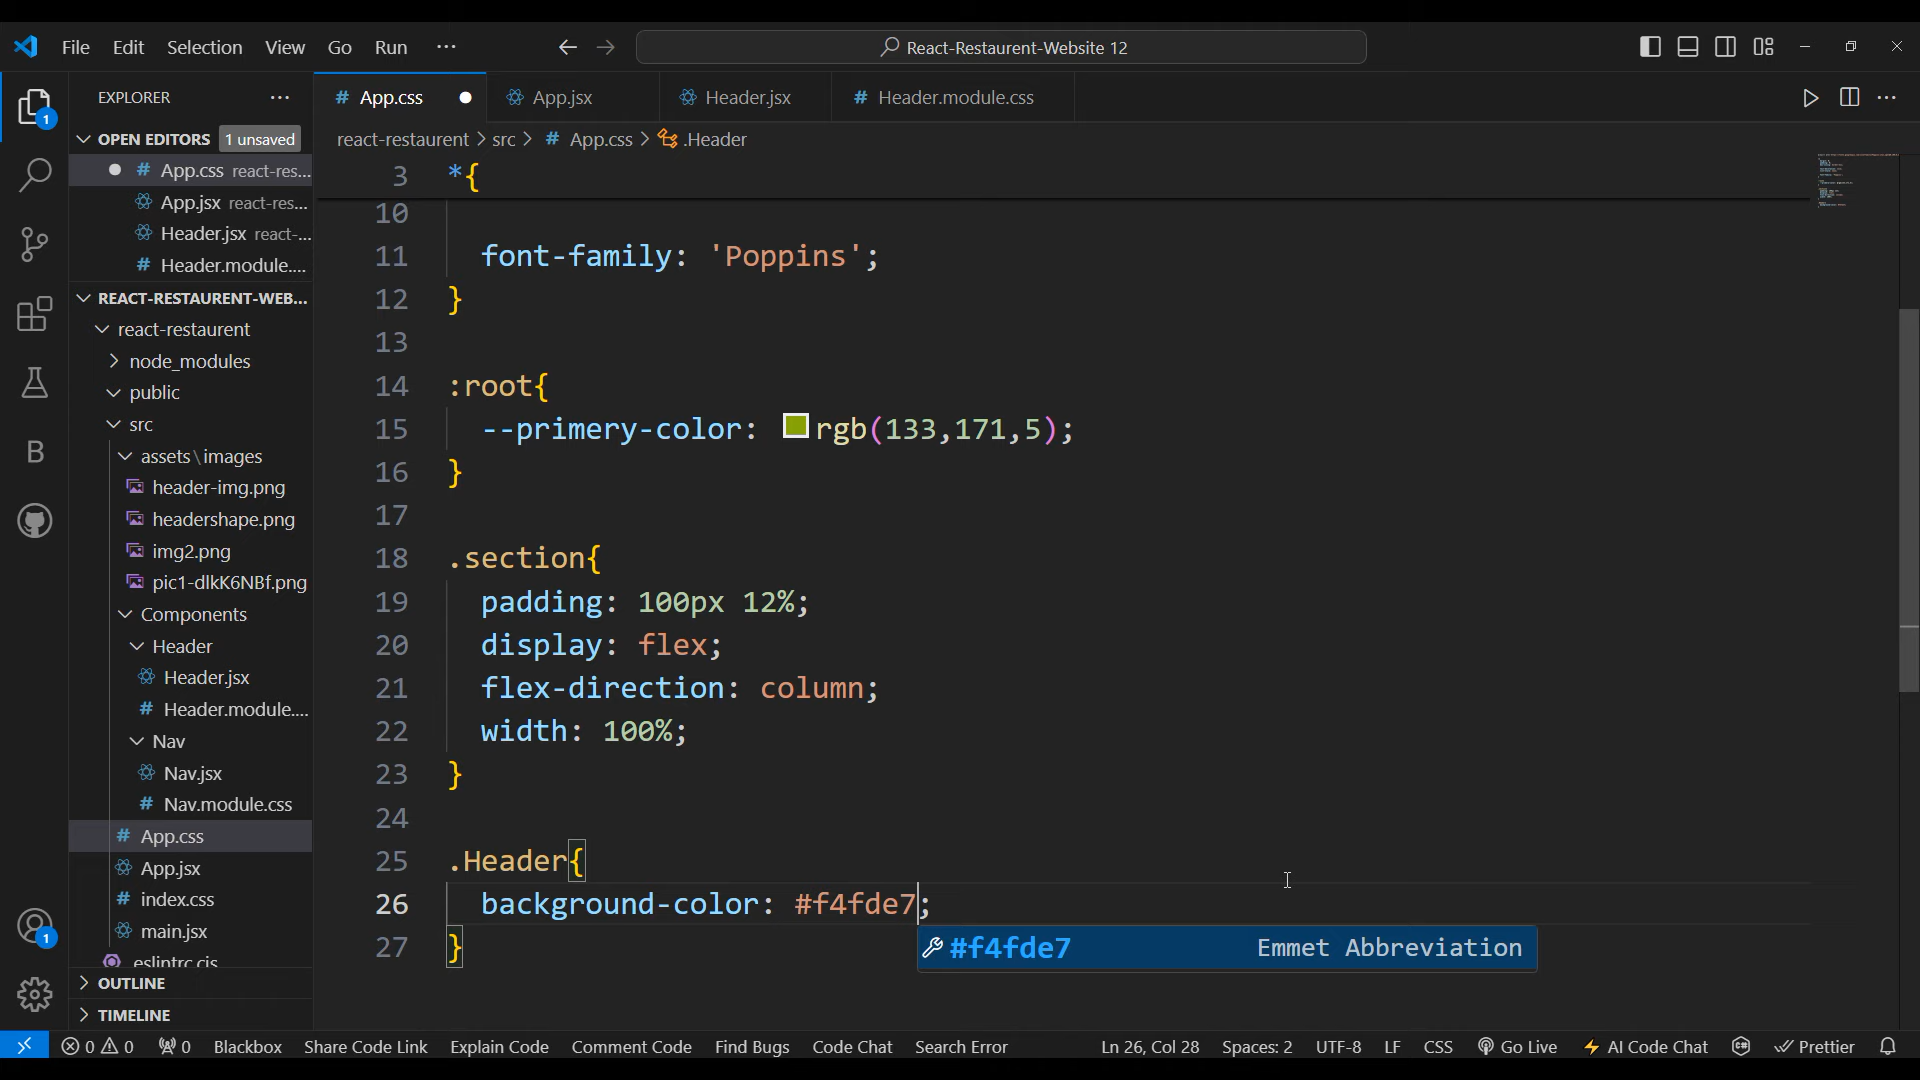 File Edit Selection View Go Run ··· React-Restaurent-Website 12
EXPLORER ···
OPEN EDITORS 1 unsaved
# App.css react-res...
App.jsx react-res...
Header.jsx react-...
# Header.module....
REACT-RESTAURENT-WEB...
react-restaurent
node_modules
public
src
assets\images
header-img.png
headershape.png
img2.png
pic1-dlkK6NBf.png
Components
Header
Header.jsx
# Header.module....
Nav
Nav.jsx
# Nav.module.css
# App.css
App.jsx
# index.css
main.jsx
eslintrc.cjs
OUTLINE
TIMELINE
1
1
# App.css App.jsx Header.jsx # Header.module.css
react-restaurent > src > # App.css > .Header
3 *{
10
11 font-family: 'Poppins';
12 }
13
14 :root{
15 --primery-color: rgb(133,171,5);
16 }
17
18 .section{
19 padding: 100px 12%;
20 display: flex;
21 flex-direction: column;
22 width: 100%;
23 }
24
25 .Header{
26 background-color: #f4fde7;
27 }
#f4fde7 Emmet Abbreviation
0 0 0 Blackbox Share Code Link Explain Code Comment Code Find Bugs Code Chat Search Error Ln 26, Col 28 Spaces: 2 UTF-8 LF CSS Go Live AI Code Chat Prettier